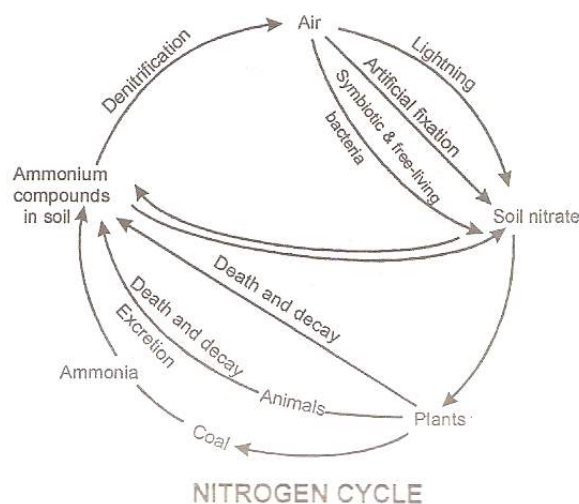 Air
Denitrification
Lightning
Artificial fixation
Symbiotic & free-living
bacteria
Ammonium
compounds
in soil
Soil nitrate
Death and decay
Death and decay
Excretion
Ammonia
Animals
Plants
Coal
NITROGEN CYCLE